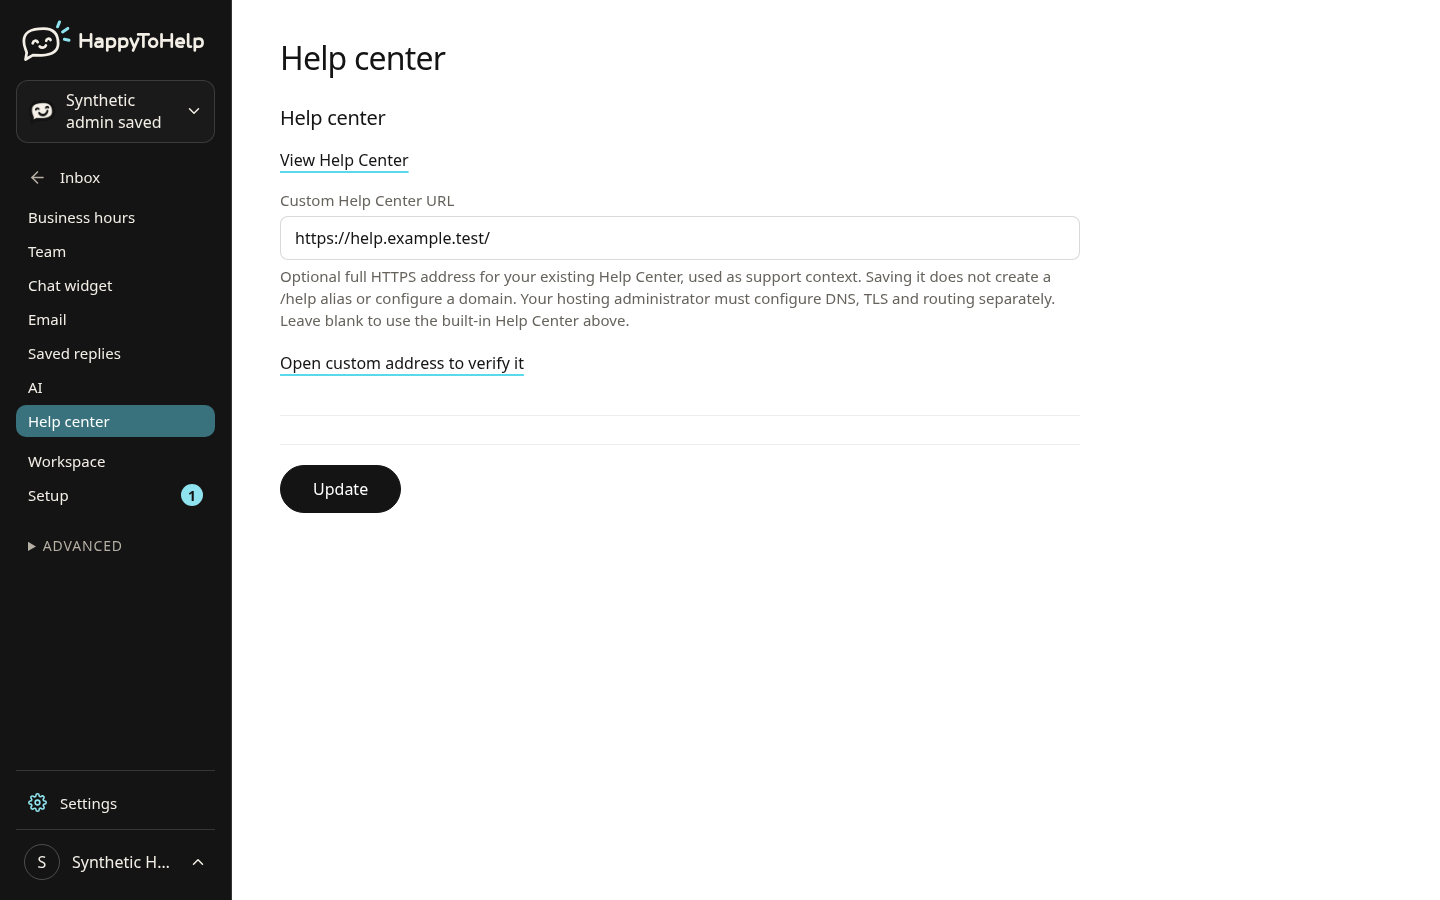 HappyToHelp
Synthetic
admin saved
Inbox
Business hours
Team
Chat widget
Email
Saved replies
AI
Help center
Workspace
Setup
1
ADVANCED
Settings
S
Synthetic H...
Help center
Help center
View Help Center
Custom Help Center URL
https://help.example.test/
Optional full HTTPS address for your existing Help Center, used as support context. Saving it does not create a
/help alias or configure a domain. Your hosting administrator must configure DNS, TLS and routing separately.
Leave blank to use the built-in Help Center above.
Open custom address to verify it
Update